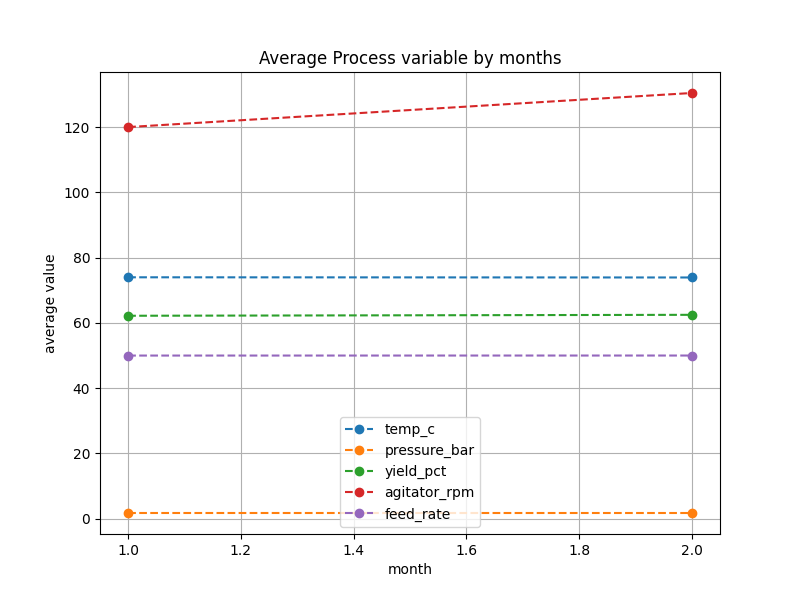 Average Process variable by months
average value
120
100
80
60
40
20
0
temp_c
pressure_bar
yield_pct
agitator_rpm
feed_rate
1.0 1.2 1.4 1.6 1.8 2.0
month